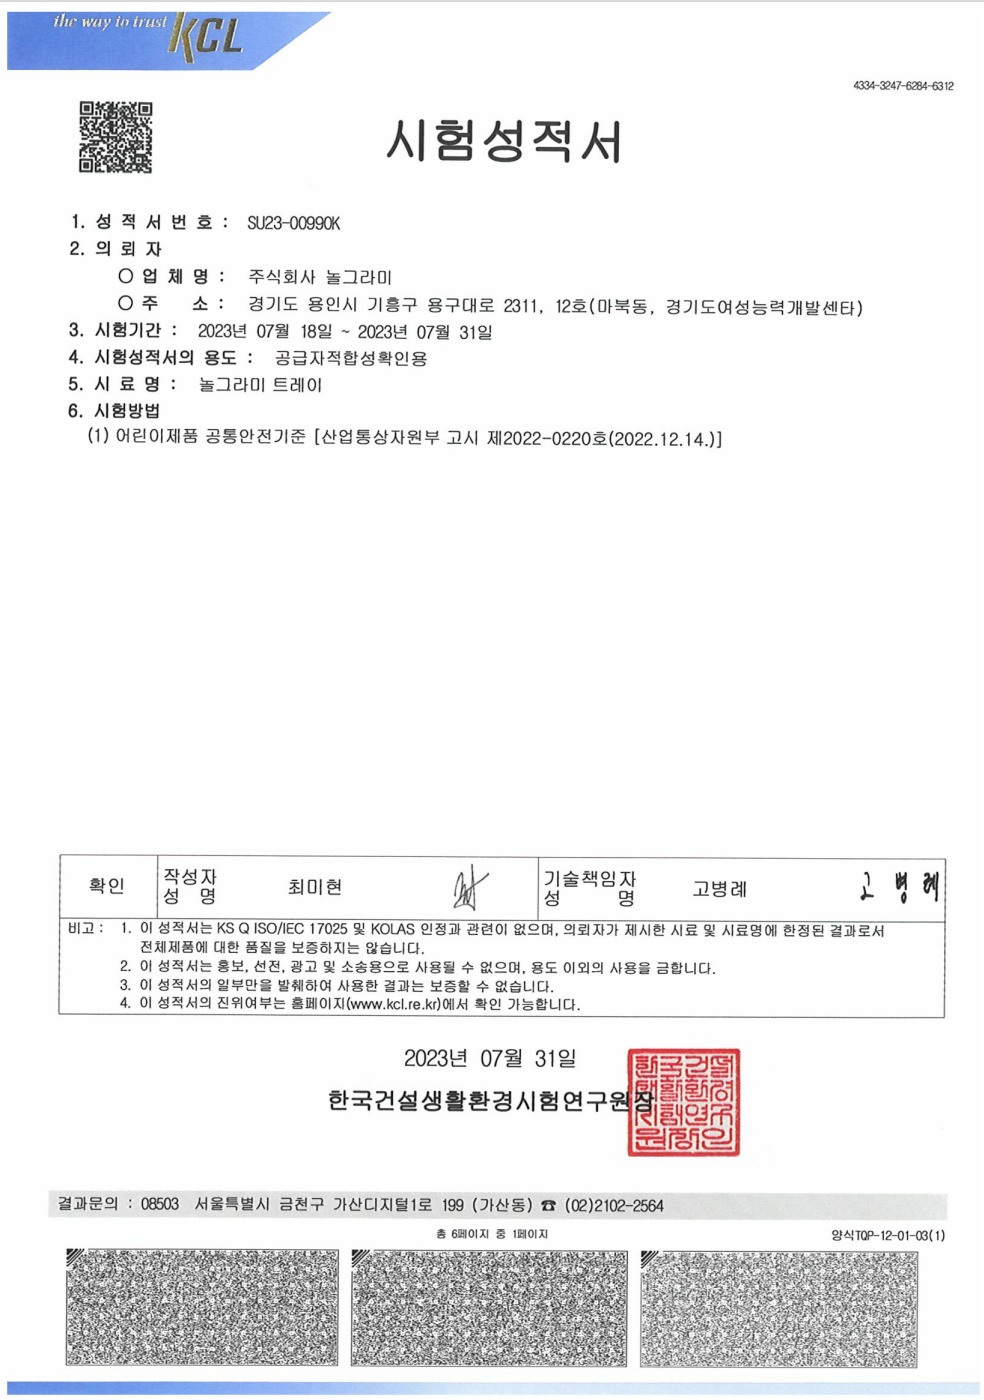 the way to trust KCL
4334-3247-6284-6312
시험성적서
1. 성 적 서 번 호 : SU23-00990K
2. 의 뢰 자
○ 업 체 명 : 주식회사 놀그라미
○ 주 소 : 경기도 용인시 기흥구 용구대로 2311, 12호(마북동, 경기도여성능력개발센타)
3. 시험기간 : 2023년 07월 18일 ~ 2023년 07월 31일
4. 시험성적서의 용도 : 공급자적합성확인용
5. 시 료 명 : 놀그라미 트레이
6. 시험방법
(1) 어린이제품 공통안전기준 [산업통상자원부 고시 제2022-0220호(2022.12.14.)]
확인 작성자 성 명 최미현 기술책임자 성 명 고병례 고 병 례
비고 : 1. 이 성적서는 KS Q ISO/IEC 17025 및 KOLAS 인정과 관련이 없으며, 의뢰자가 제시한 시료 및 시료명에 한정된 결과로서
전체제품에 대한 품질을 보증하지는 않습니다.
2. 이 성적서는 홍보, 선전, 광고 및 소송용으로 사용될 수 없으며, 용도 이외의 사용을 금합니다.
3. 이 성적서의 일부만을 발췌하여 사용한 결과는 보증할 수 없습니다.
4. 이 성적서의 진위여부는 홈페이지(www.kcl.re.kr)에서 확인 가능합니다.
2023년 07월 31일
한국건설생활환경시험연구원장
결과문의 : 08503 서울특별시 금천구 가산디지털1로 199 (가산동) ☎ (02)2102-2564
총 6페이지 중 1페이지
양식TQP-12-01-03(1)